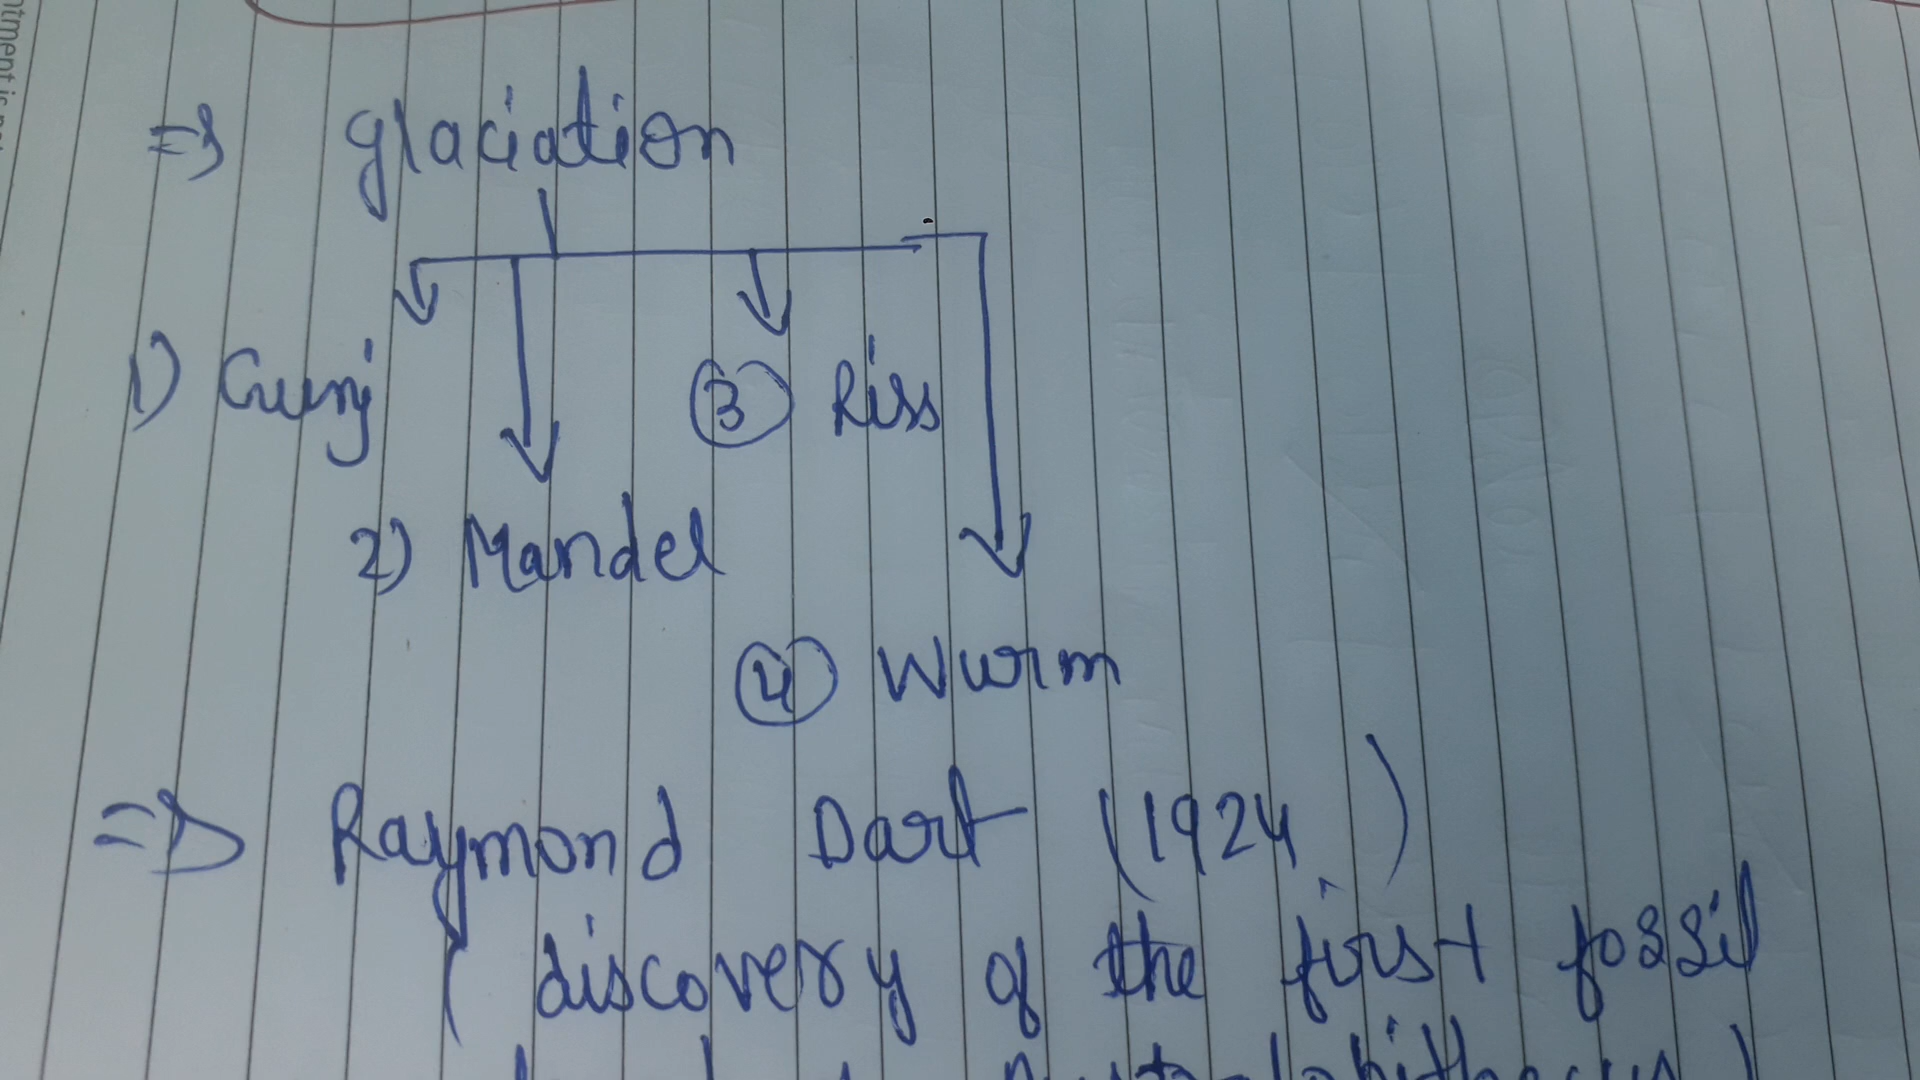 => glaciation
1) Gunj
③ Riss
2) Mandel
④ Wurm
=> Raymond Dart (1924)
( discovery of the first fossil